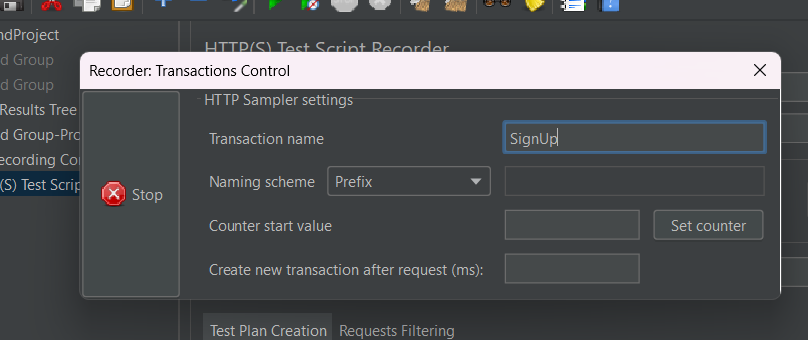 ndProject
HTTP(S) Test Script Recorder
d Group
d Group
Results Tree
d Group-Pro
ecording Co
(S) Test Scrip
Recorder: Transactions Control
HTTP Sampler settings
Stop
Transaction name
SignUp
Naming scheme
Prefix
Counter start value
Set counter
Create new transaction after request (ms):
Test Plan Creation
Requests Filtering